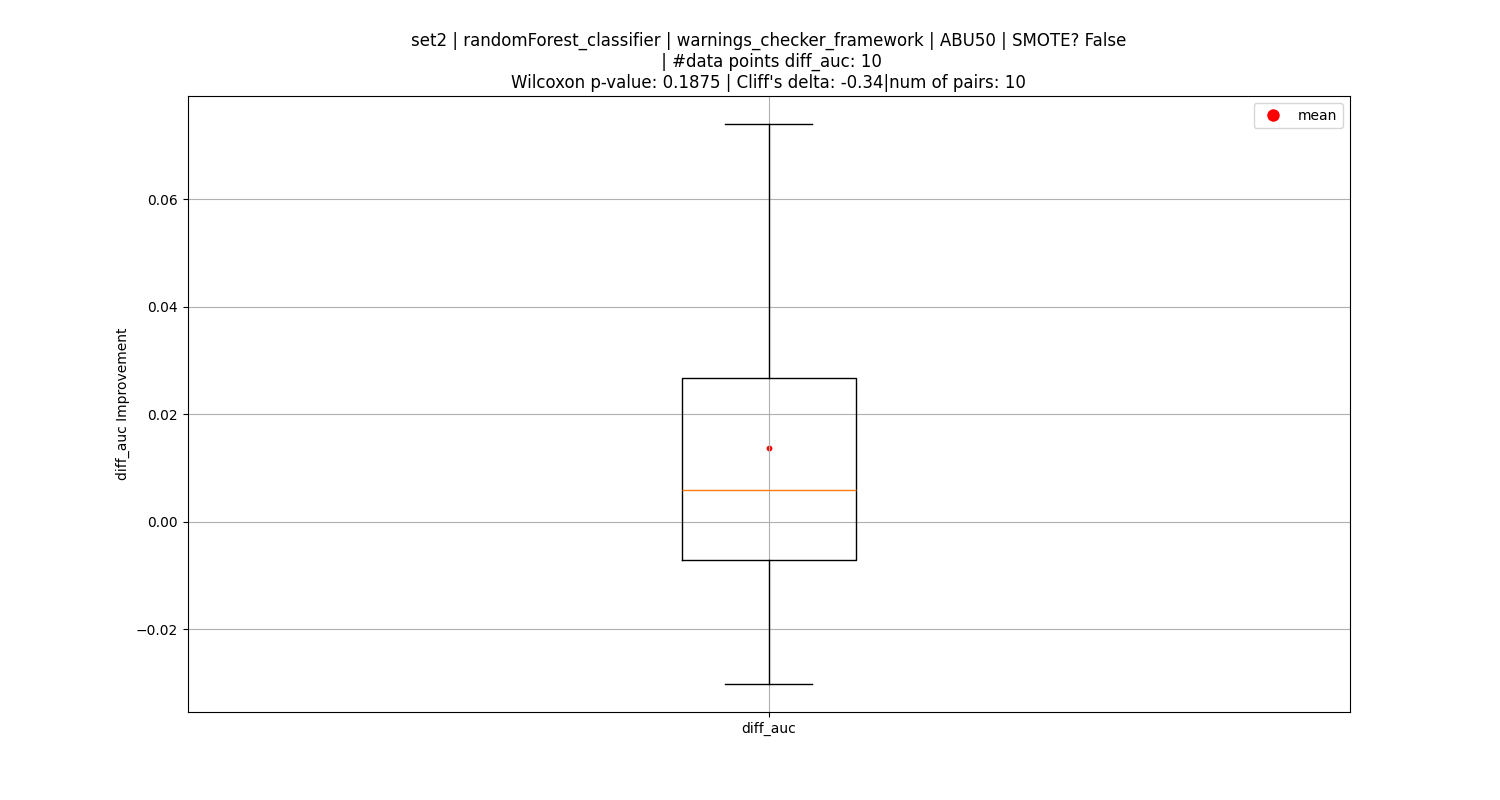 set2 | randomForest_classifier | warnings_checker_framework | ABU50 | SMOTE? False
| #data points diff_auc: 10
Wilcoxon p-value: 0.1875 | Cliff's delta: -0.34|num of pairs: 10
mean
0.06
0.04
0.02
0.00
−0.02
diff_auc Improvement
diff_auc